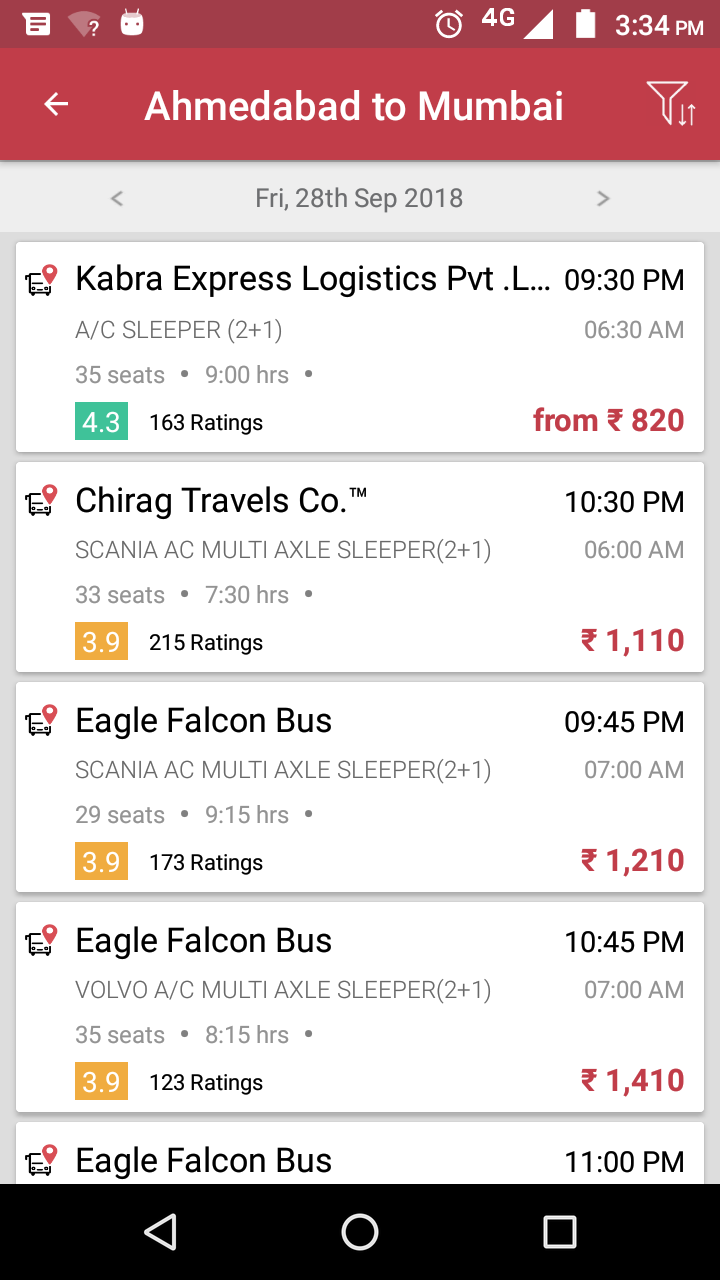 4G 3:34 PM
Ahmedabad to Mumbai
< Fri, 28th Sep 2018 >
Kabra Express Logistics Pvt .L... 09:30 PM
A/C SLEEPER (2+1) 06:30 AM
35 seats • 9:00 hrs •
4.3 163 Ratings from ₹ 820
Chirag Travels Co.™ 10:30 PM
SCANIA AC MULTI AXLE SLEEPER(2+1) 06:00 AM
33 seats • 7:30 hrs •
3.9 215 Ratings ₹ 1,110
Eagle Falcon Bus 09:45 PM
SCANIA AC MULTI AXLE SLEEPER(2+1) 07:00 AM
29 seats • 9:15 hrs •
3.9 173 Ratings ₹ 1,210
Eagle Falcon Bus 10:45 PM
VOLVO A/C MULTI AXLE SLEEPER(2+1) 07:00 AM
35 seats • 8:15 hrs •
3.9 123 Ratings ₹ 1,410
Eagle Falcon Bus 11:00 PM